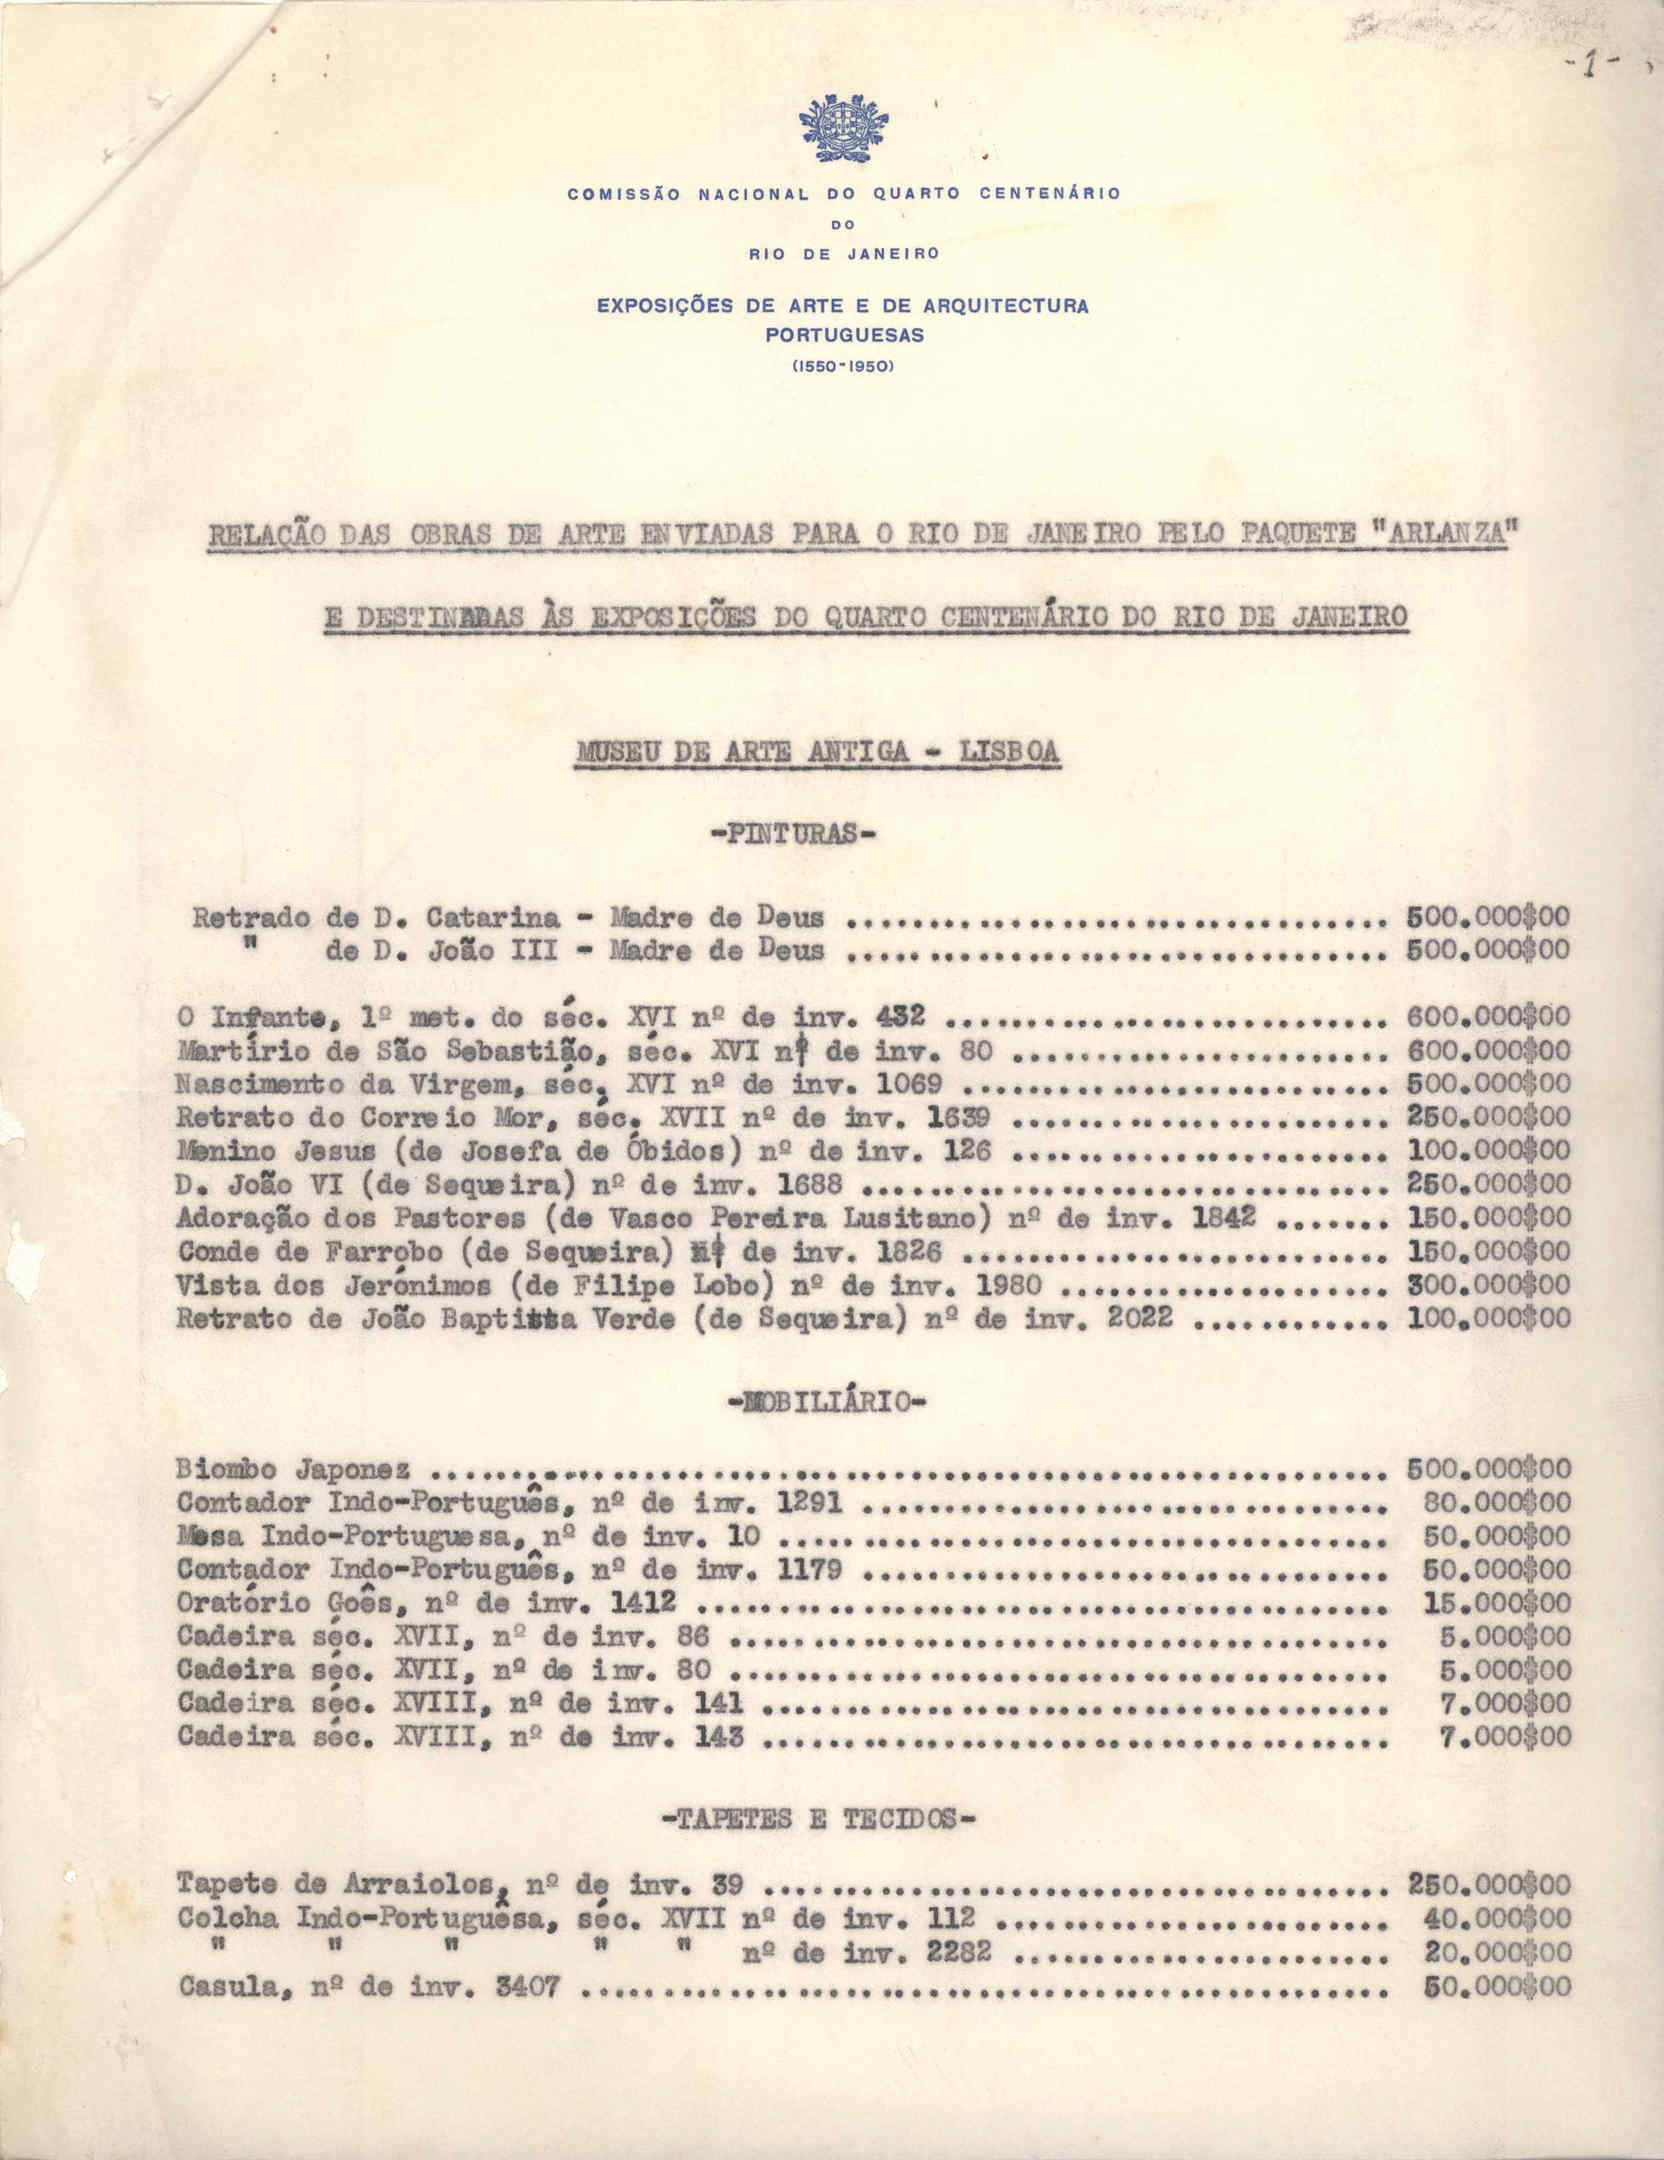 -1-
COMISSÃO NACIONAL DO QUARTO CENTENÁRIO
DO
RIO DE JANEIRO
EXPOSIÇÕES DE ARTE E DE ARQUITECTURA
PORTUGUESAS
(1550-1950)
RELAÇÃO DAS OBRAS DE ARTE ENVIADAS PARA O RIO DE JANEIRO PELO PAQUETE "ARLANZA"
E DESTINADAS ÀS EXPOSIÇÕES DO QUARTO CENTENÁRIO DO RIO DE JANEIRO
MUSEU DE ARTE ANTIGA - LISBOA
-PINTURAS-
Retrado de D. Catarina - Madre de Deus ................................. 500.000$00
" de D. João III - Madre de Deus ................................. 500.000$00
O Infante, 1º met. do séc. XVI nº de inv. 432 ........................... 600.000$00
Martírio de São Sebastião, séc. XVI nº de inv. 80 ....................... 600.000$00
Nascimento da Virgem, séc. XVI nº de inv. 1069 .......................... 500.000$00
Retrato do Correio Mor, séc. XVII nº de inv. 1639 ....................... 250.000$00
Menino Jesus (de Josefa de Óbidos) nº de inv. 126 ....................... 100.000$00
D. João VI (de Sequeira) nº de inv. 1688 ................................ 250.000$00
Adoração dos Pastores (de Vasco Pereira Lusitano) nº de inv. 1842 ....... 150.000$00
Conde de Farrobo (de Sequeira) nº de inv. 1826 .......................... 150.000$00
Vista dos Jerónimos (de Filipe Lobo) nº de inv. 1980 .................... 300.000$00
Retrato de João Baptista Verde (de Sequeira) nº de inv. 2022 ............ 100.000$00
-MOBILIÁRIO-
Biombo Japonez .......................................................... 500.000$00
Contador Indo-Português, nº de inv. 1291 ................................ 80.000$00
Mesa Indo-Portuguesa, nº de inv. 10 ..................................... 50.000$00
Contador Indo-Português, nº de inv. 1179 ................................ 50.000$00
Oratório Goês, nº de inv. 1412 .......................................... 15.000$00
Cadeira séc. XVII, nº de inv. 86 ........................................ 5.000$00
Cadeira séc. XVII, nº de inv. 80 ........................................ 5.000$00
Cadeira séc. XVIII, nº de inv. 141 ...................................... 7.000$00
Cadeira séc. XVIII, nº de inv. 143 ...................................... 7.000$00
-TAPETES E TECIDOS-
Tapete de Arraiolos, nº de inv. 39 ...................................... 250.000$00
Colcha Indo-Portuguêsa, séc. XVII nº de inv. 112 ........................ 40.000$00
" " " " " nº de inv. 2282 ....................... 20.000$00
Casula, nº de inv. 3407 ................................................. 50.000$00